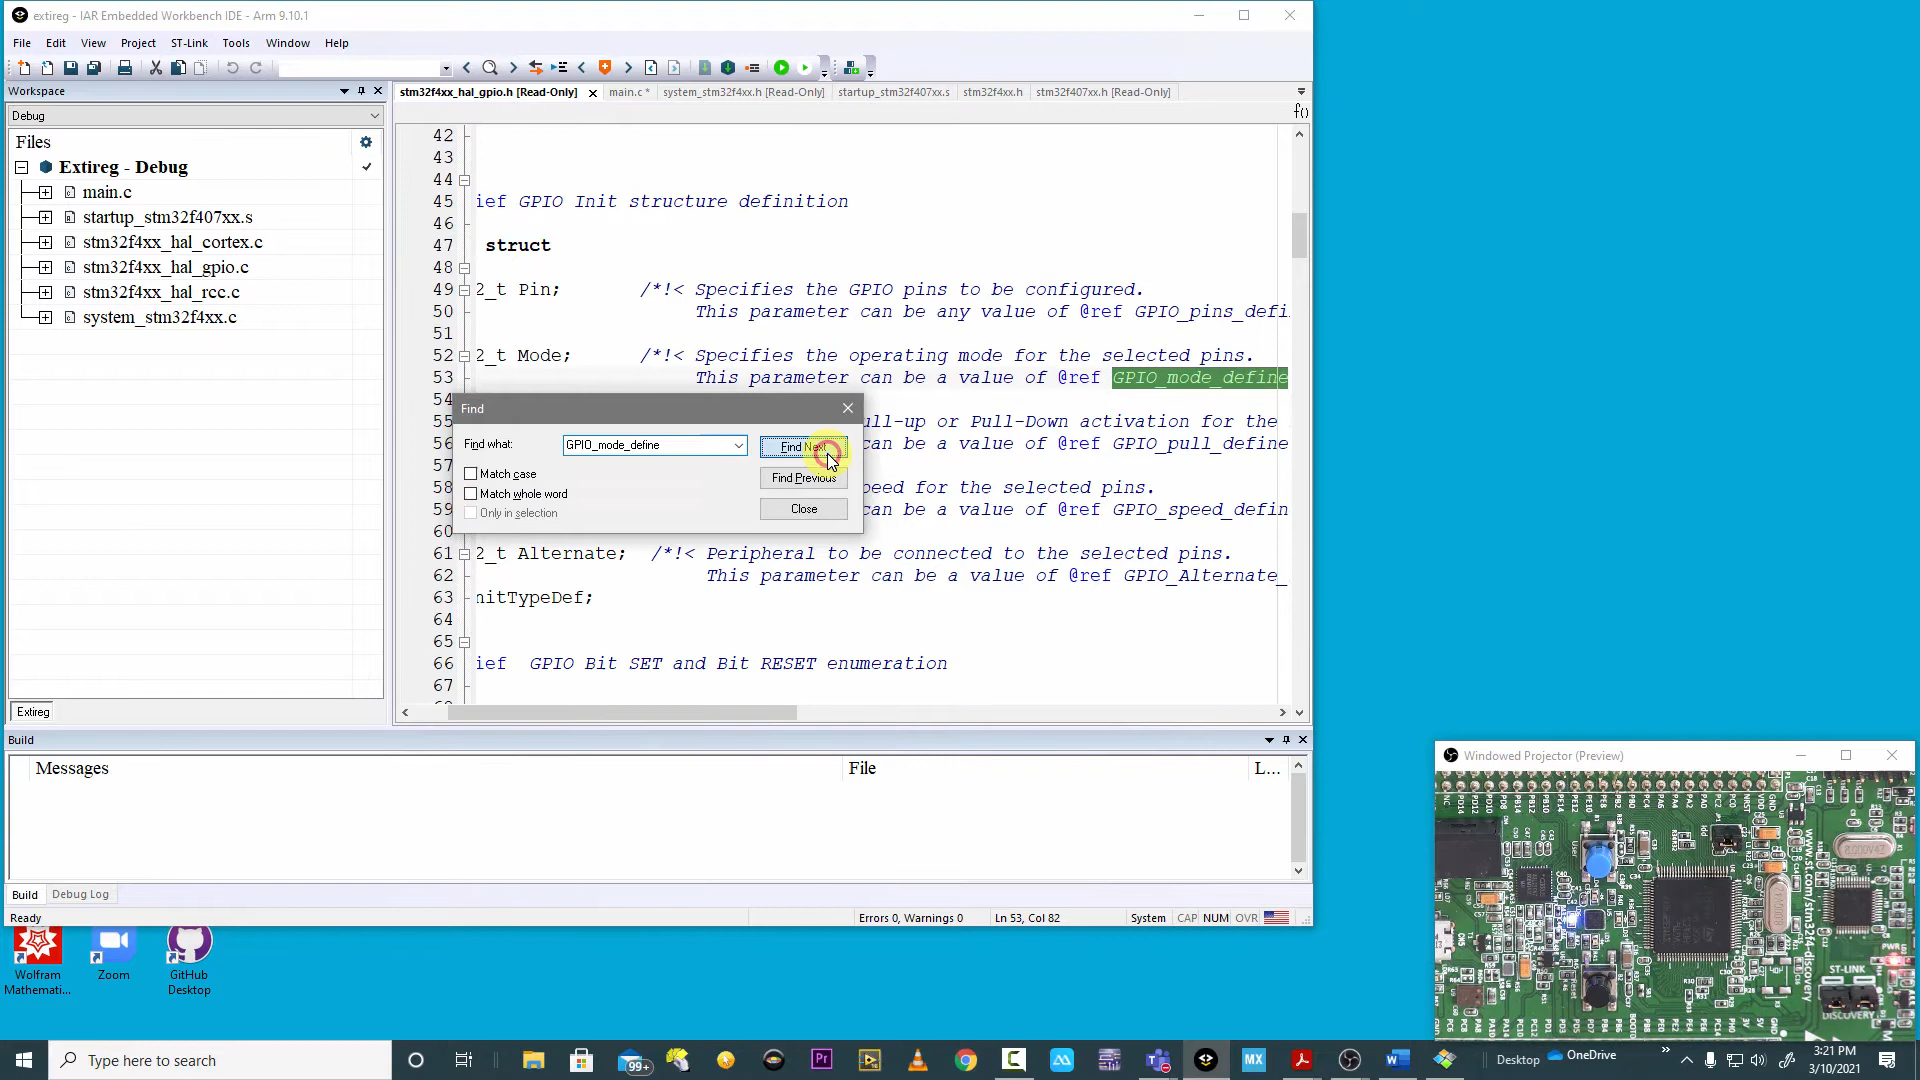 extireg - IAR Embedded Workbench IDE - Arm 9.10.1
File Edit View Project ST-Link Tools Window Help
Workspace
stm32f4xx_hal_gpio.h [Read-Only] main.c * system_stm32f4xx.h [Read-Only] startup_stm32f407xx.s stm32f4xx.h stm32f407xx.h [Read-Only]
Debug
f()
Files
Extireg - Debug
main.c
startup_stm32f407xx.s
stm32f4xx_hal_cortex.c
stm32f4xx_hal_gpio.c
stm32f4xx_hal_rcc.c
system_stm32f4xx.c
Extireg
42
43
44
45 ief GPIO Init structure definition
46
47 struct
48
49 2_t Pin; /*!< Specifies the GPIO pins to be configured.
50 This parameter can be any value of @ref GPIO_pins_defi
51
52 2_t Mode; /*!< Specifies the operating mode for the selected pins.
53 This parameter can be a value of @ref GPIO_mode_define
54
55 ull-up or Pull-Down activation for the
56 can be a value of @ref GPIO_pull_define
57
58 peed for the selected pins.
59 can be a value of @ref GPIO_speed_defin
60
61 2_t Alternate; /*!< Peripheral to be connected to the selected pins.
62 This parameter can be a value of @ref GPIO_Alternate_
63 nitTypeDef;
64
65
66 ief GPIO Bit SET and Bit RESET enumeration
67
Find
Find what: GPIO_mode_define Find Next
Match case
Find Previous
Match whole word
Only in selection
Close
Build
Messages File L...
Build Debug Log
Ready Errors 0, Warnings 0 Ln 53, Col 82 System CAP NUM OVR
Windowed Projector (Preview)
www.st.com/stm32f4-discovery
ST-LINK
DISCOVERY
Wolfram Mathemati...
Zoom
GitHub Desktop
Type here to search
99+
Pr
MX
Desktop
OneDrive
3:21 PM
3/10/2021